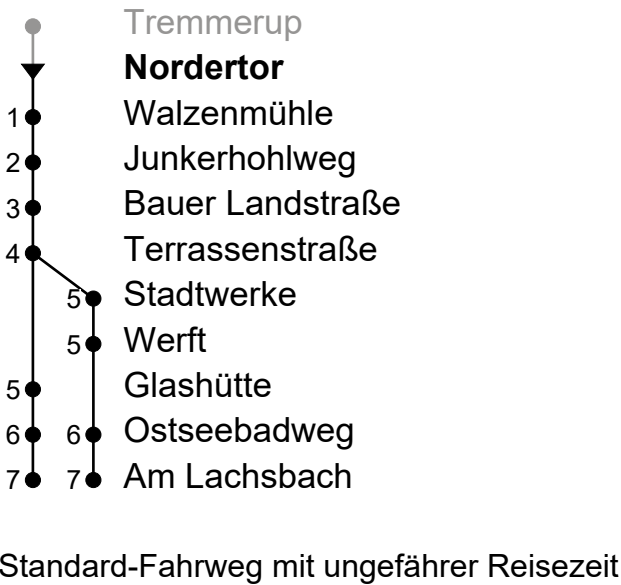 Tremmerup
Nordertor
1 Walzenmühle
2 Junkerhohlweg
3 Bauer Landstraße
4 Terrassenstraße
5 Stadtwerke
5 Werft
5 Glashütte
6 6 Ostseebadweg
7 7 Am Lachsbach
Standard-Fahrweg mit ungefährer Reisezeit